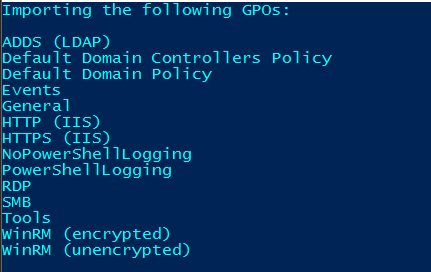 Importing the following GPOs:
ADDS (LDAP)
Default Domain Controllers Policy
Default Domain Policy
Events
General
HTTP (IIS)
HTTPS (IIS)
NoPowerShellLogging
PowerShellLogging
RDP
SMB
Tools
WinRM (encrypted)
WinRM (unencrypted)